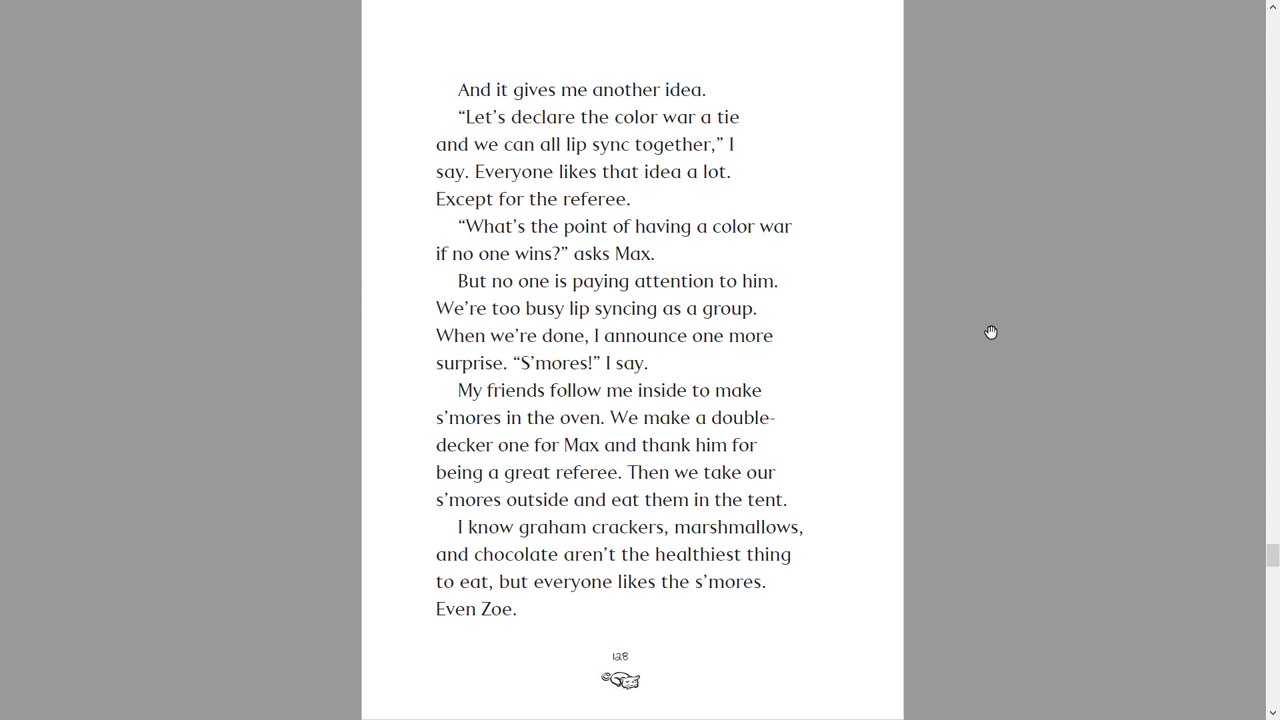 And it gives me another idea.
“Let’s declare the color war a tie
and we can all lip sync together,” I
say. Everyone likes that idea a lot.
Except for the referee.
“What’s the point of having a color war
if no one wins?” asks Max.
But no one is paying attention to him.
We’re too busy lip syncing as a group.
When we’re done, I announce one more
surprise. “S’mores!” I say.
My friends follow me inside to make
s’mores in the oven. We make a double-
decker one for Max and thank him for
being a great referee. Then we take our
s’mores outside and eat them in the tent.
I know graham crackers, marshmallows,
and chocolate aren’t the healthiest thing
to eat, but everyone likes the s’mores.
Even Zoe.
128